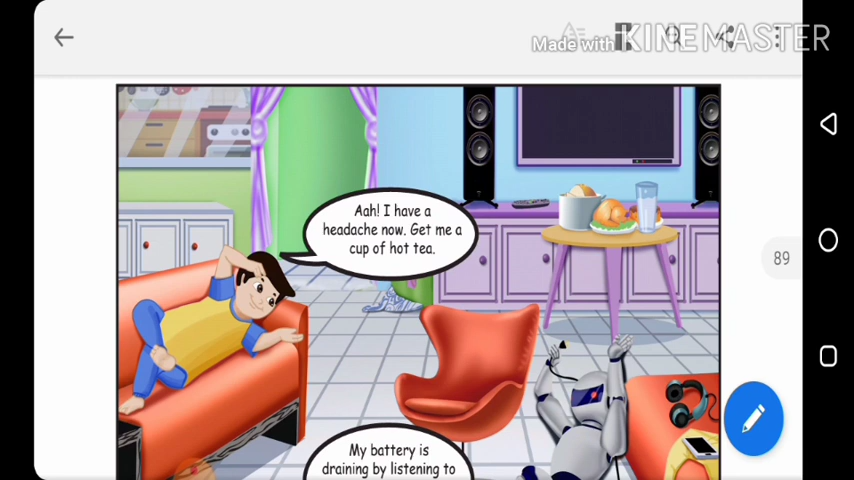 Made with KINEMASTER
Aah! I have a
headache now. Get me a
cup of hot tea.
89
My battery is
draining by listening to